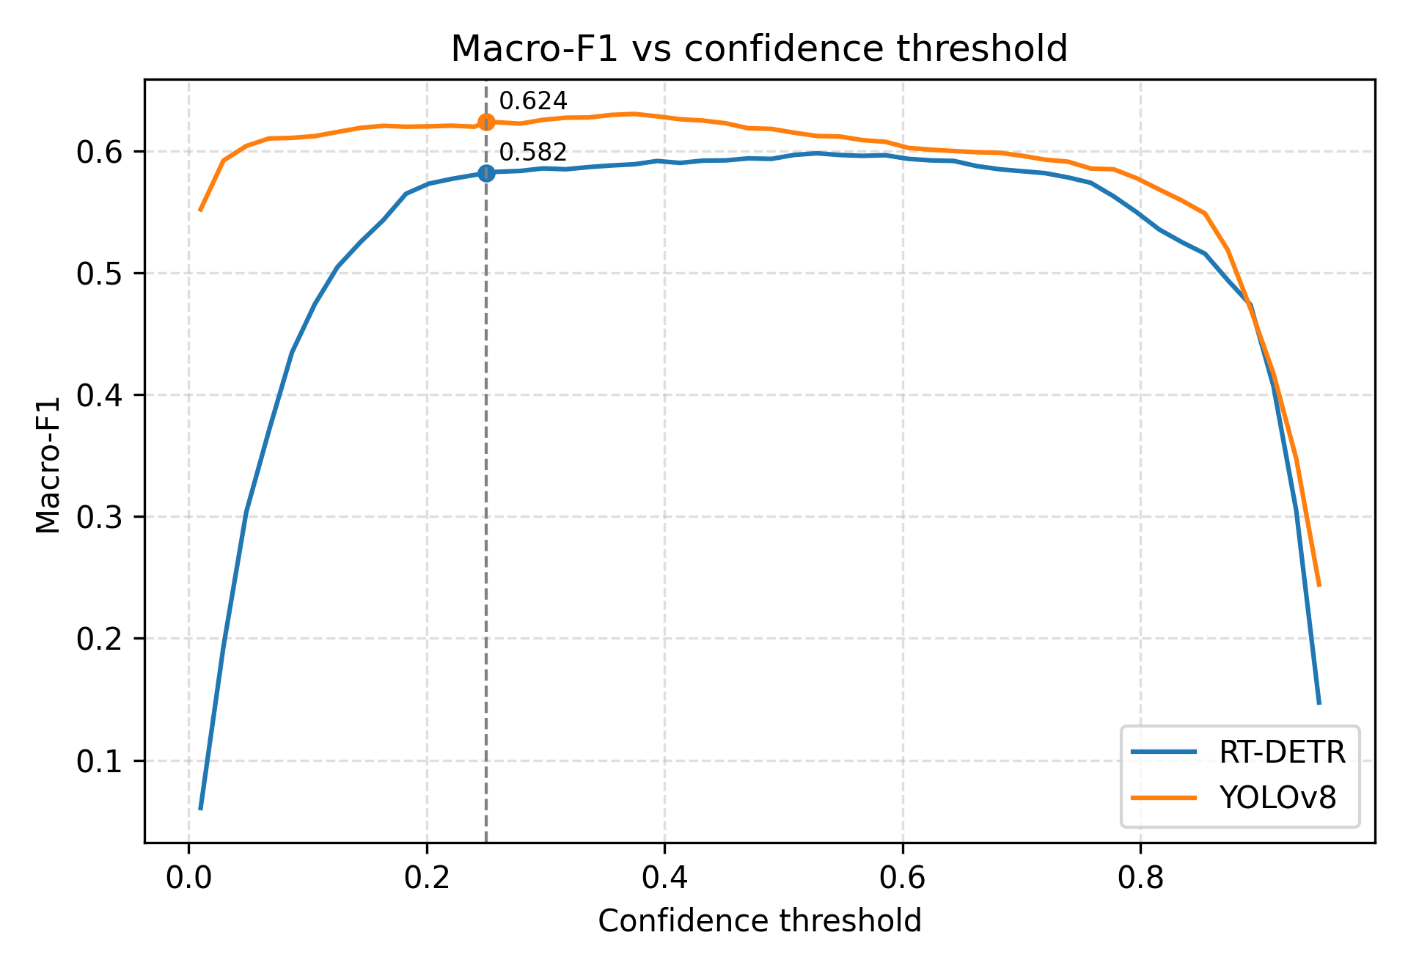 Macro-F1 vs confidence threshold
0.624
0.582
0.6
0.5
0.4
0.3
0.2
0.1
Macro-F1
0.0 0.2 0.4 0.6 0.8
Confidence threshold
RT-DETR
YOLOv8